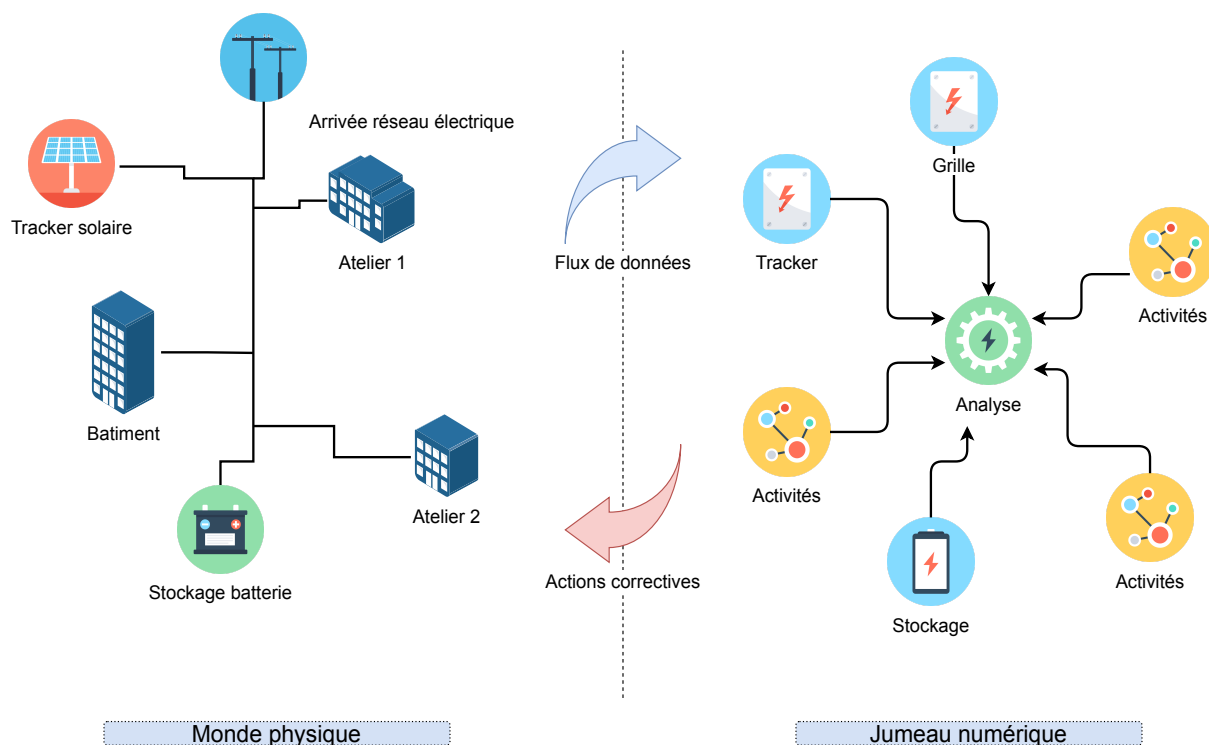 Arrivée réseau électrique
Tracker solaire
Atelier 1
Batiment
Atelier 2
Stockage batterie
Flux de données
Actions correctives
Grille
Tracker
Activités
Analyse
Activités
Activités
Stockage
Monde physique
Jumeau numérique